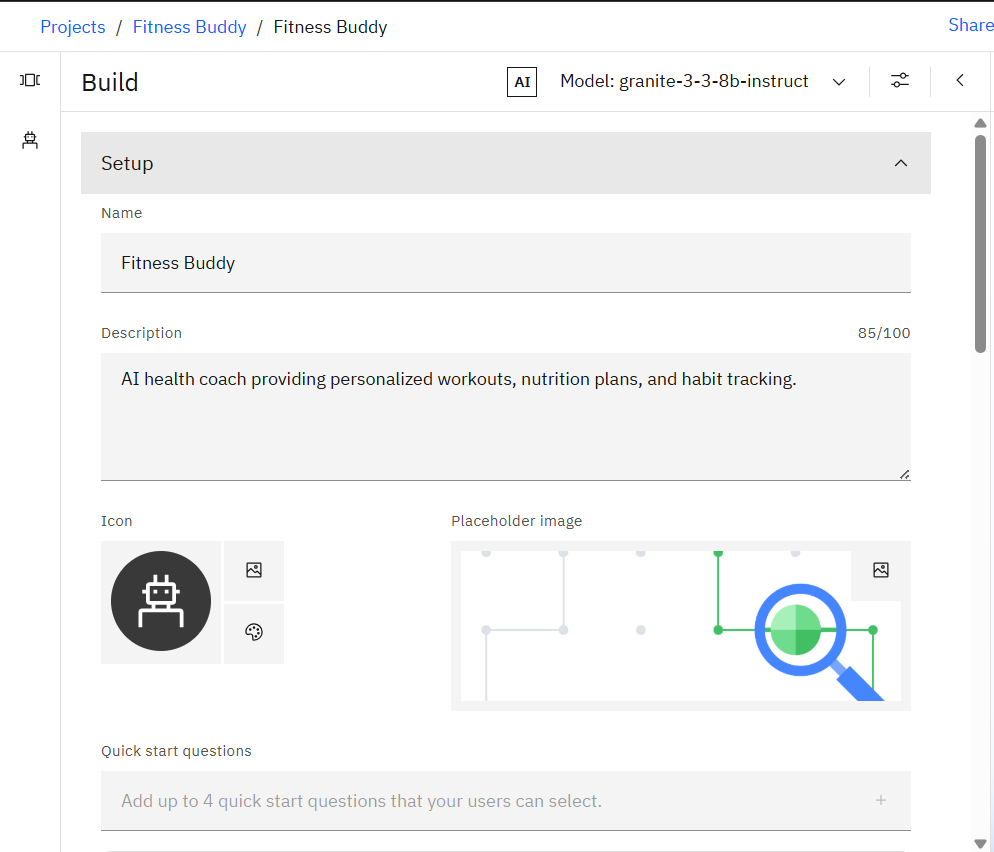 Projects / Fitness Buddy / Fitness Buddy
Share
Build
AI
Model: granite-3-3-8b-instruct
Setup
Name
Fitness Buddy
Description
85/100
AI health coach providing personalized workouts, nutrition plans, and habit tracking.
Icon
Placeholder image
Quick start questions
Add up to 4 quick start questions that your users can select.